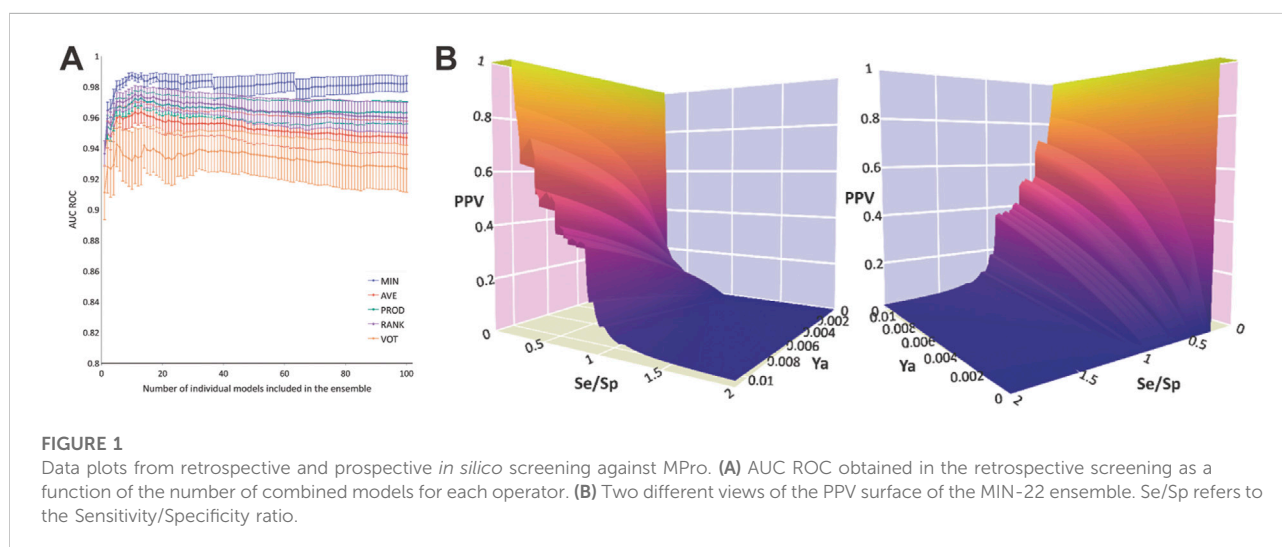 A
AUC ROC
1
0.98
0.96
0.94
0.92
0.9
0.88
0.86
0.84
0.82
0.8
0
20
40
60
80
100
Number of individual models included in the ensemble
MIN
AVE
PROD
RANK
VOT
B
1
0.8
0.6
PPV
0.4
0.2
0
0.5
1
Se/Sp
1.5
2
0
0.002
0.004
0.006
0.008
0.01
Ya
1
0.8
0.6
PPV
0.4
0.2
0
0.01
0.008
0.006
0.004
0.002
0
Ya
2
1.5
1
0.5
0
Se/Sp
FIGURE 1
Data plots from retrospective and prospective in silico screening against MPro. (A) AUC ROC obtained in the retrospective screening as a
function of the number of combined models for each operator. (B) Two different views of the PPV surface of the MIN-22 ensemble. Se/Sp refers to
the Sensitivity/Specificity ratio.